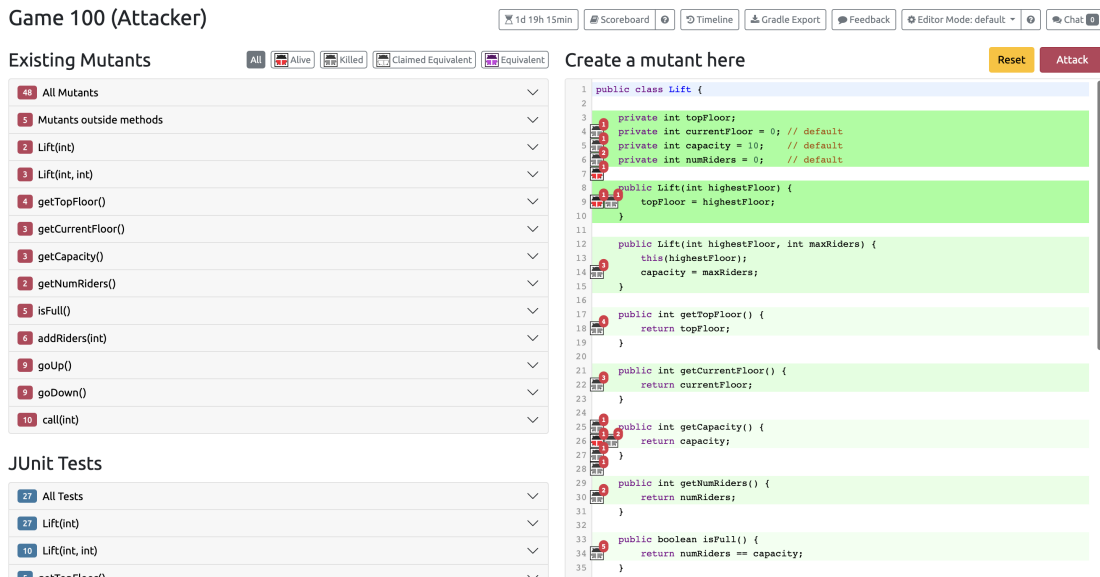 Game 100 (Attacker)
1d 19h 15min
Scoreboard
Timeline
Gradle Export
Feedback
Editor Mode: default
Chat 0
Existing Mutants
All
Alive
Killed
Claimed Equivalent
Equivalent
48 All Mutants
5 Mutants outside methods
2 Lift(int)
3 Lift(int, int)
4 getTopFloor()
3 getCurrentFloor()
3 getCapacity()
2 getNumRiders()
5 isFull()
6 addRiders(int)
9 goUp()
9 goDown()
10 call(int)
JUnit Tests
27 All Tests
27 Lift(int)
10 Lift(int, int)
Create a mutant here
Reset
Attack
1 public class Lift {
2
3 private int topFloor;
4 private int currentFloor = 0; // default
5 private int capacity = 10; // default
6 private int numRiders = 0; // default
7
8 public Lift(int highestFloor) {
9 topFloor = highestFloor;
10 }
11
12 public Lift(int highestFloor, int maxRiders) {
13 this(highestFloor);
14 capacity = maxRiders;
15 }
16
17 public int getTopFloor() {
18 return topFloor;
19 }
20
21 public int getCurrentFloor() {
22 return currentFloor;
23 }
24
25 public int getCapacity() {
26 return capacity;
27 }
28
29 public int getNumRiders() {
30 return numRiders;
31 }
32
33 public boolean isFull() {
34 return numRiders == capacity;
35 }